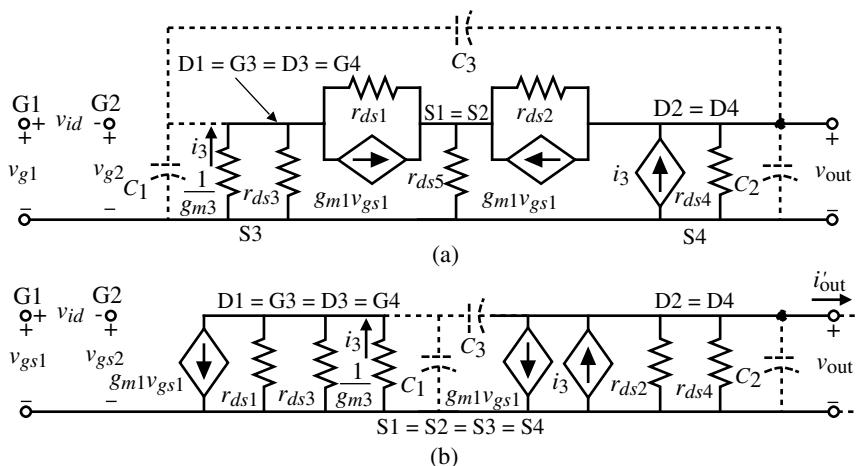 C3
D1 = G3 = D3 = G4
G1 vid G2
+ - 
rds1 S1 = S2 rds2 D2 = D4
+ + +
vg1 vg2 C1 i3 1/gm3 rds3 gm1vgs1 rds5 gm1vgs1 i3 rds4 C2 vout
– – –
S3 S4
(a)
G1 vid G2 D1 = G3 = D3 = G4 D2 = D4 i′out
+ -
+ + C3 +
vgs1 vgs2 gm1vgs1 rds1 rds3 i3 1/gm3 C1 gm1vgs1 i3 rds2 rds4 C2 vout
– – –
S1 = S2 = S3 = S4
(b)